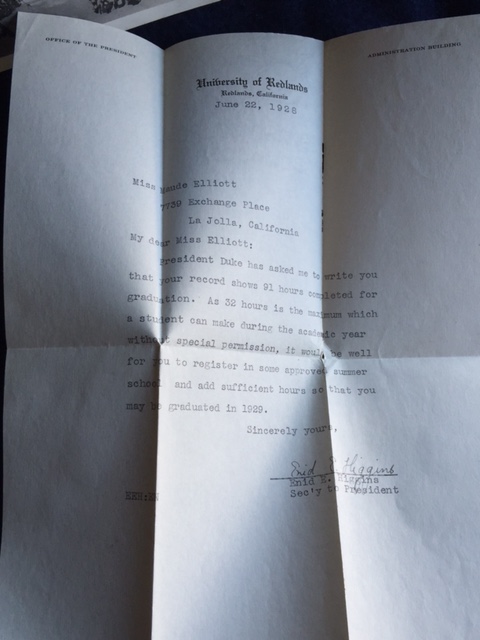 OFFICE OF THE PRESIDENT
ADMINISTRATION BUILDING
University of Redlands
Redlands, California
June 22, 1928
Miss Maude Elliott
7739 Exchange Place
La Jolla, California
My dear Miss Elliott;
President Duke has asked me to write you
that your record shows 91 hours completed for
graduation. As 32 hours is the maximum which
a student can make during the academic year
without special permission, it would be well
for you to register in some approved summer
school and add sufficient hours so that you
may be graduated in 1929.
Sincerely yours,
Enid E. Higgins
Enid E. Higgins
Sec'y to President